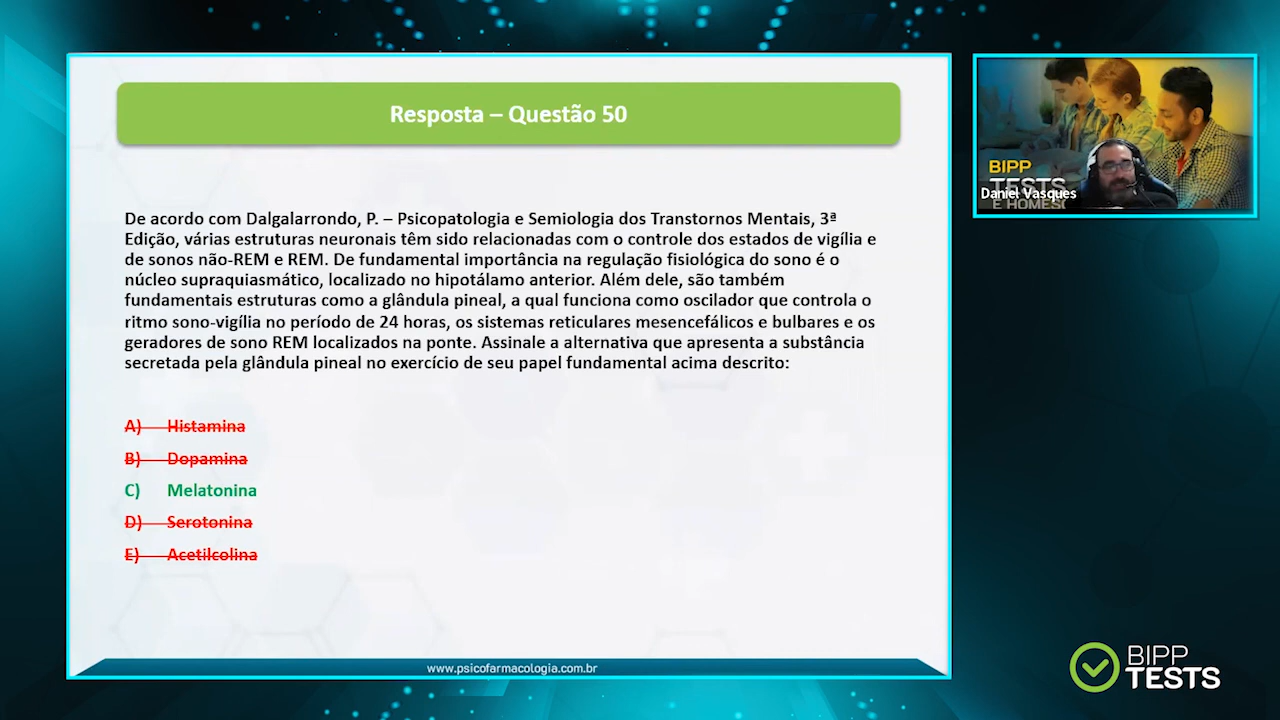 Resposta – Questão 50
De acordo com Dalgalarrondo, P. – Psicopatologia e Semiologia dos Transtornos Mentais, 3ª
Edição, várias estruturas neuronais têm sido relacionadas com o controle dos estados de vigília e
de sonos não-REM e REM. De fundamental importância na regulação fisiológica do sono é o
núcleo supraquiasmático, localizado no hipotálamo anterior. Além dele, são também
fundamentais estruturas como a glândula pineal, a qual funciona como oscilador que controla o
ritmo sono-vigília no período de 24 horas, os sistemas reticulares mesencefálicos e bulbares e os
geradores de sono REM localizados na ponte. Assinale a alternativa que apresenta a substância
secretada pela glândula pineal no exercício de seu papel fundamental acima descrito:
A) Histamina
B) Dopamina
C) Melatonina
D) Serotonina
E) Acetilcolina
www.psicofarmacologia.com.br
BIPP
TESTS
Daniel Vasques
E HOMESC
BIPP
TESTS